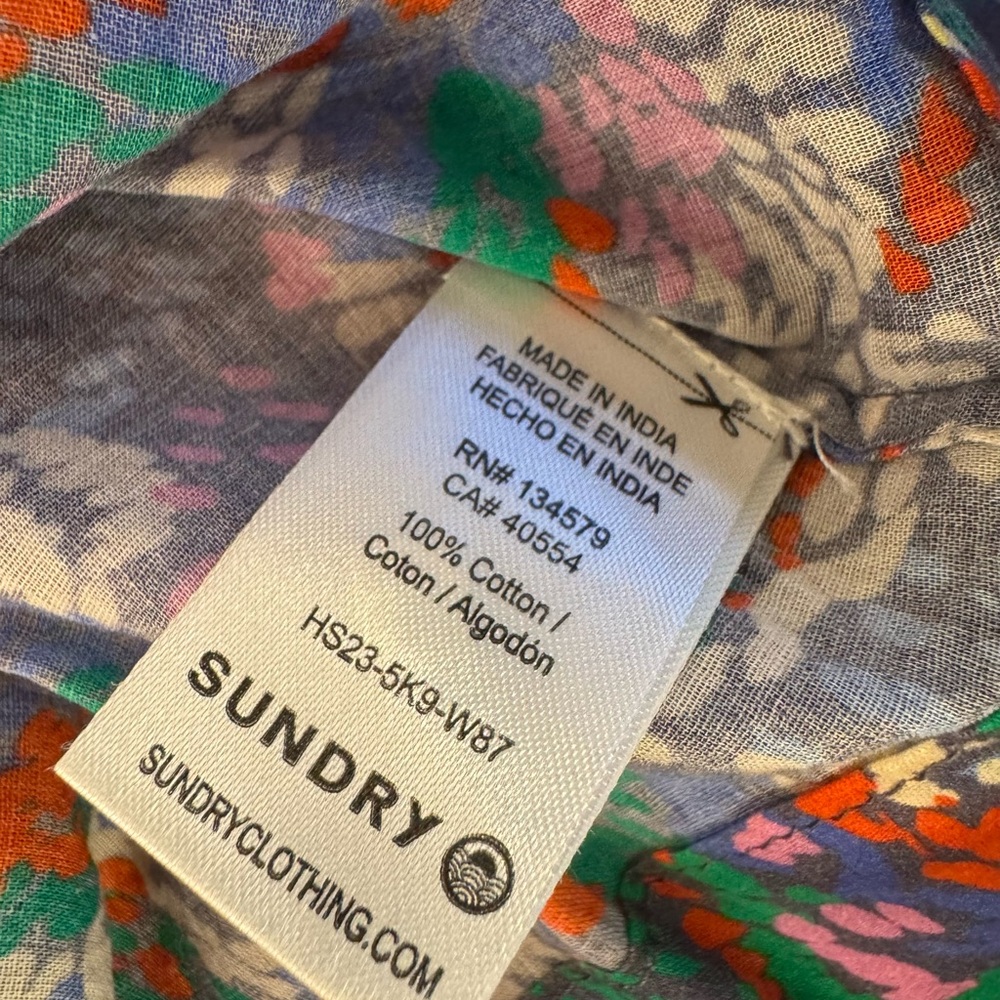 MADE IN INDIA
FABRIQUÉ EN INDE
HECHO EN INDIA
RN# 134579
CA# 40554
100% Cotton /
Coton / Algodón
HS23-5K9-W87
SUNDRY
SUNDRYCLOTHING.COM